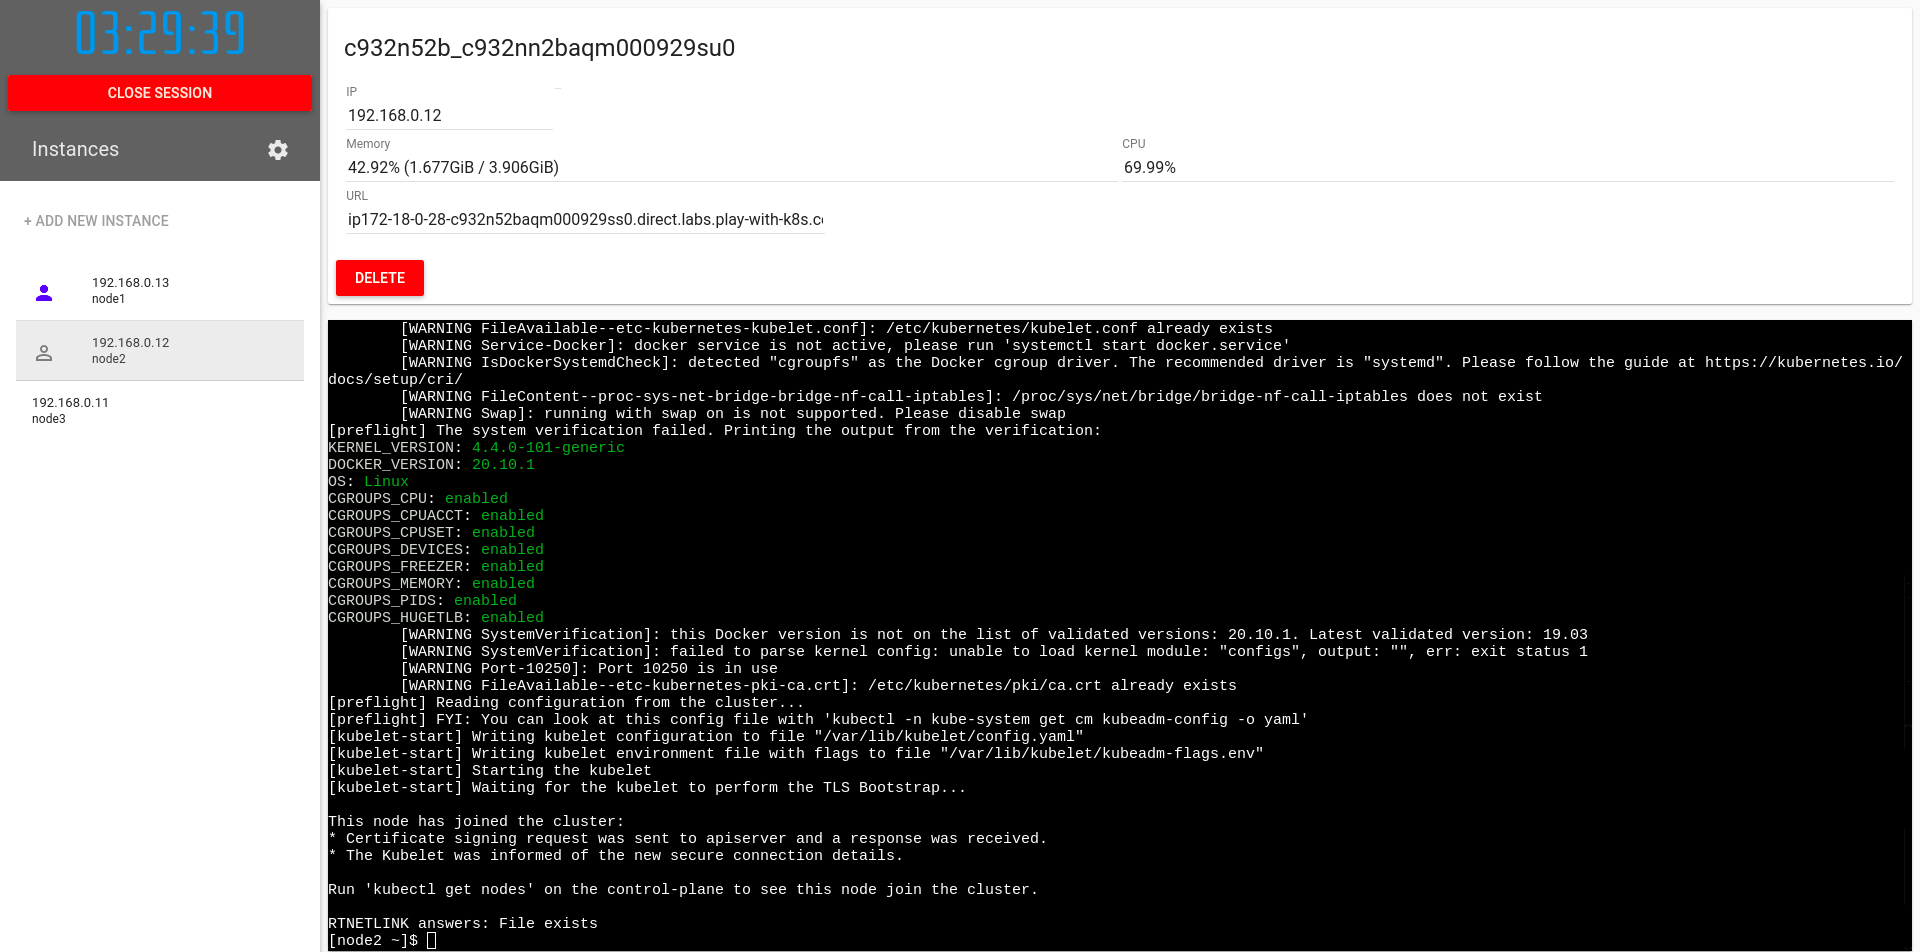 03:29:39
CLOSE SESSION
Instances
+ ADD NEW INSTANCE
192.168.0.13
node1
192.168.0.12
node2
192.168.0.11
node3
c932n52b_c932nn2baqm000929su0
IP
192.168.0.12
Memory
42.92% (1.677GiB / 3.906GiB)
CPU
69.99%
URL
ip172-18-0-28-c932n52baqm000929ss0.direct.labs.play-with-k8s.c
DELETE
[WARNING FileAvailable--etc-kubernetes-kubelet.conf]: /etc/kubernetes/kubelet.conf already exists
[WARNING Service-Docker]: docker service is not active, please run 'systemctl start docker.service'
[WARNING IsDockerSystemdCheck]: detected "cgroupfs" as the Docker cgroup driver. The recommended driver is "systemd". Please follow the guide at https://kubernetes.io/
docs/setup/cri/
[WARNING FileContent--proc-sys-net-bridge-bridge-nf-call-iptables]: /proc/sys/net/bridge/bridge-nf-call-iptables does not exist
[WARNING Swap]: running with swap on is not supported. Please disable swap
[preflight] The system verification failed. Printing the output from the verification:
KERNEL_VERSION: 4.4.0-101-generic
DOCKER_VERSION: 20.10.1
OS: Linux
CGROUPS_CPU: enabled
CGROUPS_CPUACCT: enabled
CGROUPS_CPUSET: enabled
CGROUPS_DEVICES: enabled
CGROUPS_FREEZER: enabled
CGROUPS_MEMORY: enabled
CGROUPS_PIDS: enabled
CGROUPS_HUGETLB: enabled
[WARNING SystemVerification]: this Docker version is not on the list of validated versions: 20.10.1. Latest validated version: 19.03
[WARNING SystemVerification]: failed to parse kernel config: unable to load kernel module: "configs", output: "", err: exit status 1
[WARNING Port-10250]: Port 10250 is in use
[WARNING FileAvailable--etc-kubernetes-pki-ca.crt]: /etc/kubernetes/pki/ca.crt already exists
[preflight] Reading configuration from the cluster...
[preflight] FYI: You can look at this config file with 'kubectl -n kube-system get cm kubeadm-config -o yaml'
[kubelet-start] Writing kubelet configuration to file "/var/lib/kubelet/config.yaml"
[kubelet-start] Writing kubelet environment file with flags to file "/var/lib/kubelet/kubeadm-flags.env"
[kubelet-start] Starting the kubelet
[kubelet-start] Waiting for the kubelet to perform the TLS Bootstrap...
This node has joined the cluster:
* Certificate signing request was sent to apiserver and a response was received.
* The Kubelet was informed of the new secure connection details.
Run 'kubectl get nodes' on the control-plane to see this node join the cluster.
RTNETLINK answers: File exists
[node2 ~]$